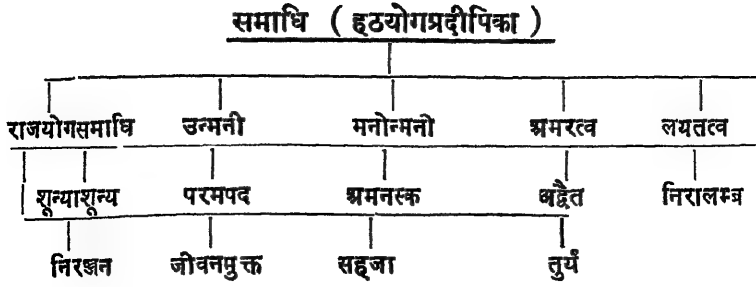 समाधि ( हठयोगप्रदीपिका )
राजयोगसमाधि उन्मनी मनोन्मनी अमरत्व लयतत्व
शून्याशून्य परमपद अमनस्क अद्वैत निरालम्ब
निरञ्जन जीवनमुक्त सहजा तुर्य